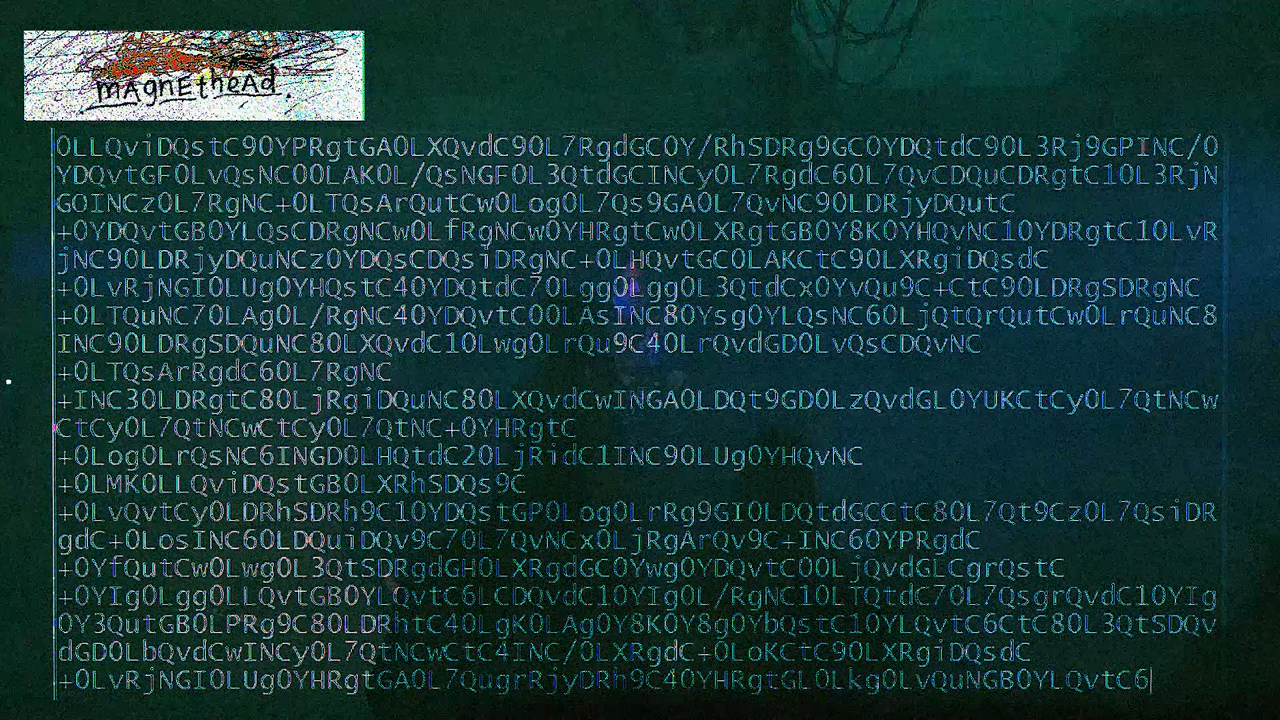 mAgnEtheAd.
0LLQviDQstC90YPRgtGA0LXQvdC90L7RgdGC0Y/RhSDRg9GC0YDQtdC90L3Rj9GPINC/0
YDQvtGF0LvQsNC00LAK0L/QsNGF0L3QtdGCINCy0L7RgdC60L7QvCDQuCDRgtC10L3RjN
GOINCz0L7RgNC+0LTQsArQutCw0Log0L7Qs9GA0L7QvNC90LDRjyDQutC
+0YDQvtGB0YLQsCDRgNCw0LfRgNCw0YHRgtCw0LXRgtGB0Y8K0YHQvNC10YDRgtC10LvR
jNC90LDRjyDQuNCz0YDQsCDQsiDRgNC+0LHQvtGC0LAKCtC90LXRgiDQsdC
+0LvRjNGI0LUg0YHQstC40YDQtdC70Lgg0Lgg0L3QtdCx0YvQu9C+CtC90LDRgSDRgNC
+0LTQuNC70LAg0L/RgNC40YDQvtC00LAsINC80Ysg0YLQsNC60LjQtQrQutCw0LrQuNC8
INC90LDRgSDQuNC80LXQvdC10Lwg0LrQu9C40LrQvdGD0LvQsCDQvNC
+0LTQsArRgdC60L7RgNC
+INC30LDRgtC80LjRgiDQuNC80LXQvdCwINGA0LDQt9GD0LzQvdGL0YUKCtCy0L7QtNCw
CtCy0L7QtNCwCtCy0L7QtNC+0YHRgtC
+0Log0LrQsNC6INGD0LHQtdC20LjRidC1INC90LUg0YHQvNC
+0LMK0LLQviDQstGB0LXRhSDQs9C
+0LvQvtCy0LDRhSDRh9C10YDQstGP0Log0LrRg9GI0LDQtdGCCtC80L7Qt9Cz0L7QsiDR
gdC+0LosINC60LDQuiDQv9C70L7QvNCx0LjRgArQv9C+INC60YPRgdC
+0YfQutCw0Lwg0L3QtSDRgdGH0LXRgdGC0Ywg0YDQvtC00LjQvdGLCgrQstC
+0YIg0Lgg0LLQvtGB0YLQvtC6LCDQvdC10YIg0L/RgNC10LTQtdC70L7QsgrQvdC10YIg
0Y3QutGB0LPRg9C80LDRhtC40LgK0LAg0Y8K0Y8g0YbQstC10YLQvtC6CtC80L3QtSDQv
dGD0LbQvdCwINCy0L7QtNCwCtC4INC/0LXRgdC+0LoKCtC90LXRgiDQsdC
+0LvRjNGI0LUg0YHRgtGA0L7QugrRjyDRh9C40YHRgtGL0Lkg0LvQuNGB0YLQvtC6